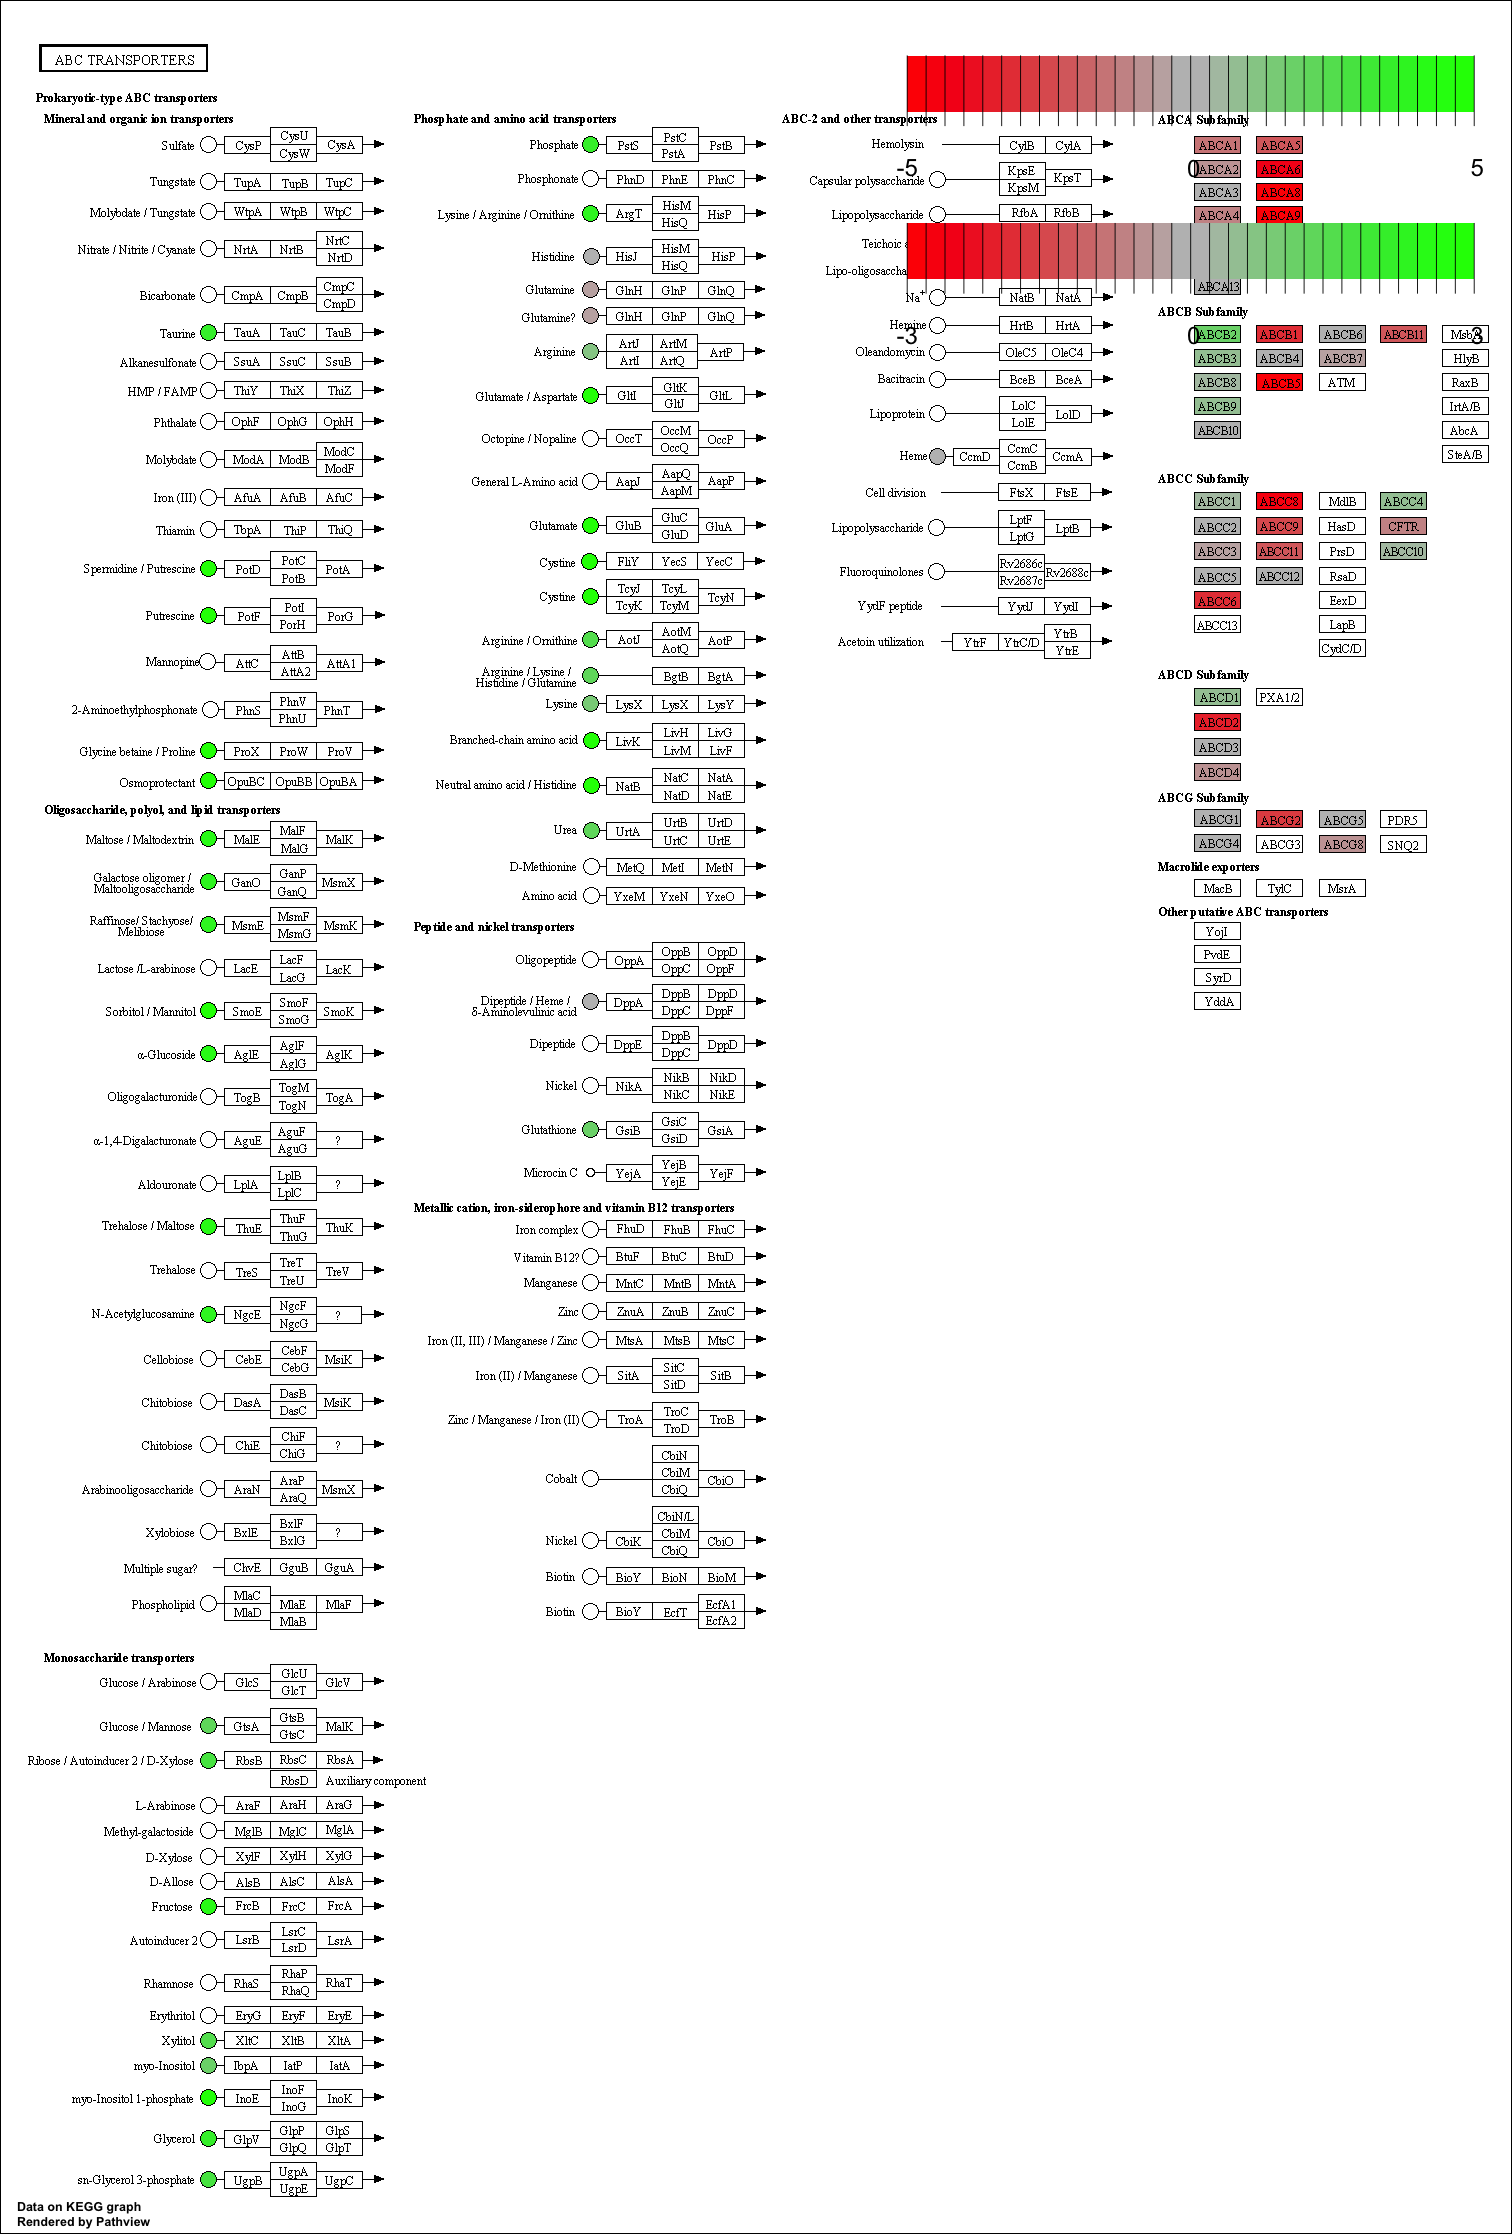 ABC TRANSPORTERS
Prokaryotic-type ABC transporters
Mineral and organic ion transporters
Sulfate CysP CysU CysW CysA
Tungstate TupA TupB TupC
Molybdate / Tungstate WtpA WtpB WtpC
Nitrate / Nitrite / Cyanate NrtA NrtB NrtC NrtD
Bicarbonate CmpA CmpB CmpC CmpD
Taurine TauA TauC TauB
Alkanesulfonate SsuA SsuC SsuB
HMP / FAMP ThiY ThiX ThiZ
Phthalate OphF OphG OphH
Molybdate ModA ModB ModC ModF
Iron (III) AfuA AfuB AfuC
Thiamin TbpA ThiP ThiQ
Spermidine / Putrescine PotD PotC PotB PotA
Putrescine PotF PotI PotH PorG
Mannopine AttC AttB AttA2 AttA1
2-Aminoethylphosphonate PhnS PhnV PhnU PhnT
Glycine betaine / Proline ProX ProW ProV
Osmoprotectant OpuBC OpuBB OpuBA
Oligosaccharide, polyol, and lipid transporters
Maltose / Maltodextrin MalE MalF MalG MalK
Galactose oligomer /
Maltooligosaccharide GanO GanP GanQ MsmX
Raffinose/ Stachyose/
Melibiose MsmE MsmF MsmG MsmK
Lactose /L-arabinose LacE LacF LacG LacK
Sorbitol / Mannitol SmoE SmoF SmoG SmoK
α-Glucoside AglE AglF AglG AglK
Oligogalacturonide TogB TogM TogN TogA
α-1,4-Digalacturonate AguE AguF AguG ?
Aldouronate LplA LplB LplC ?
Trehalose / Maltose ThuE ThuF ThuG ThuK
Trehalose TreS TreT TreU TreV
N-Acetylglucosamine NgcE NgcF NgcG ?
Cellobiose CebE CebF CebG MsiK
Chitobiose DasA DasB DasC MsiK
Chitobiose ChiE ChiF ChiG ?
Arabinooligosaccharide AraN AraP AraQ MsmX
Xylobiose BxlE BxlF BxlG ?
Multiple sugar? ChvE GguB GguA
Phospholipid MlaC MlaD MlaE MlaB MlaF
Monosaccharide transporters
Glucose / Arabinose GlcS GlcU GlcT GlcV
Glucose / Mannose GtsA GtsB GtsC MalK
Ribose / Autoinducer 2 / D-Xylose RbsB RbsC RbsA
RbsD Auxiliary component
L-Arabinose AraF AraH AraG
Methyl-galactoside MglB MglC MglA
D-Xylose XylF XylH XylG
D-Allose AlsB AlsC AlsA
Fructose FrcB FrcC FrcA
Autoinducer 2 LsrB LsrC LsrD LsrA
Rhamnose RhaS RhaP RhaQ RhaT
Erythritol EryG EryF EryE
Xylitol XltC XltB XltA
myo-Inositol IbpA IatP IatA
myo-Inositol 1-phosphate InoE InoF InoG InoK
Glycerol GlpV GlpP GlpQ GlpS GlpT
sn-Glycerol 3-phosphate UgpB UgpA UgpE UgpC
Phosphate and amino acid transporters
Phosphate PstS PstC PstA PstB
Phosphonate PhnD PhnE PhnC
Lysine / Arginine / Ornithine ArgT HisM HisQ HisP
Histidine HisJ HisM HisQ HisP
Glutamine GlnH GlnP GlnQ
Glutamine? GlnH GlnP GlnQ
Arginine ArtJ ArtI ArtM ArtQ ArtP
Glutamate / Aspartate GltI GltK GltJ GltL
Octopine / Nopaline OccT OccM OccQ OccP
General L-Amino acid AapJ AapQ AapM AapP
Glutamate GluB GluC GluD GluA
Cystine FliY YecS YecC
Cystine TcyJ TcyK TcyL TcyM TcyN
Arginine / Ornithine AotJ AotM AotQ AotP
Arginine / Lysine /
Histidine / Glutamine BgtB BgtA
Lysine LysX LysX LysY
Branched-chain amino acid LivK LivH LivM LivG LivF
Neutral amino acid / Histidine NatB NatC NatD NatA NatE
Urea UrtA UrtB UrtC UrtD UrtE
D-Methionine MetQ MetI MetN
Amino acid YxeM YxeN YxeO
Peptide and nickel transporters
Oligopeptide OppA OppB OppC OppD OppF
Dipeptide / Heme /
δ-Aminolevulinic acid DppA DppB DppC DppD DppF
Dipeptide DppE DppB DppC DppD
Nickel NikA NikB NikC NikD NikE
Glutathione GsiB GsiC GsiD GsiA
Microcin C YejA YejB YejE YejF
Metallic cation, iron-siderophore and vitamin B12 transporters
Iron complex FhuD FhuB FhuC
Vitamin B12? BtuF BtuC BtuD
Manganese MntC MntB MntA
Zinc ZnuA ZnuB ZnuC
Iron (II, III) / Manganese / Zinc MtsA MtsB MtsC
Iron (II) / Manganese SitA SitC SitD SitB
Zinc / Manganese / Iron (II) TroA TroC TroD TroB
Cobalt CbiN CbiM CbiQ CbiO
Nickel CbiK CbiN/L CbiM CbiQ CbiO
Biotin BioY BioN BioM
Biotin BioY EcfT EcfA1 EcfA2
ABC-2 and other transporters
Hemolysin CylB CylA
Capsular polysaccharide KpsE KpsM KpsT
Lipopolysaccharide RfbA RfbB
Teichoic
Lipo-oligosaccha
Na+ NatB NatA
Hemine HrtB HrtA
Oleandomycin OleC5 OleC4
Bacitracin BceB BceA
Lipoprotein LolC LolE LolD
Heme CcmD CcmC CcmB CcmA
Cell division FtsX FtsE
Lipopolysaccharide LptF LptG LptB
Fluoroquinolones Rv2686c Rv2687c Rv2688c
YydF peptide YydJ YydI
Acetoin utilization YtrF YtrC/D YtrB YtrE
-5 0 5
-3 0 3
ABCA Subfamily
ABCA1 ABCA5
ABCA2 ABCA6
ABCA3 ABCA8
ABCA4 ABCA9
ABCA13
ABCB Subfamily
ABCB2 ABCB1 ABCB6 ABCB11 MsbA
ABCB3 ABCB4 ABCB7 HlyB
ABCB8 ABCB5 ATM RaxB
ABCB9 IrtA/B
ABCB10 AbcA
SteA/B
ABCC Subfamily
ABCC1 ABCC8 MdlB ABCC4
ABCC2 ABCC9 HasD CFTR
ABCC3 ABCC11 PrsD ABCC10
ABCC5 ABCC12 RsaD
ABCC6 EexD
ABCC13 LapB
CydC/D
ABCD Subfamily
ABCD1 PXA1/2
ABCD2
ABCD3
ABCD4
ABCG Subfamily
ABCG1 ABCG2 ABCG5 PDR5
ABCG4 ABCG3 ABCG8 SNQ2
Macrolide exporters
MacB TylC MsrA
Other putative ABC transporters
YojI
PvdE
SyrD
YddA
Data on KEGG graph
Rendered by Pathview